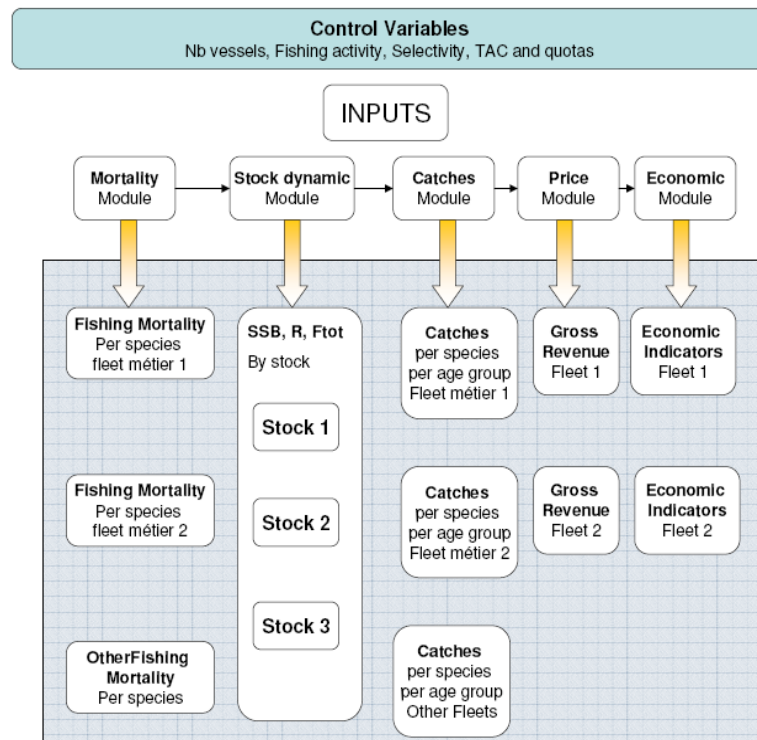 Control Variables
Nb vessels, Fishing activity, Selectivity, TAC and quotas
INPUTS
Mortality
Module
Stock dynamic
Module
Catches
Module
Price
Module
Economic
Module
Fishing Mortality
Per species
fleet métier 1
SSB, R, Ftot
By stock
Stock 1
Stock 2
Stock 3
Catches
per species
per age group
Fleet métier 1
Gross
Revenue
Fleet 1
Economic
Indicators
Fleet 1
Fishing Mortality
Per species
fleet métier 2
Catches
per species
per age group
Fleet métier 2
Gross
Revenue
Fleet 2
Economic
Indicators
Fleet 2
OtherFishing
Mortality
Per species
Catches
per species
per age group
Other Fleets